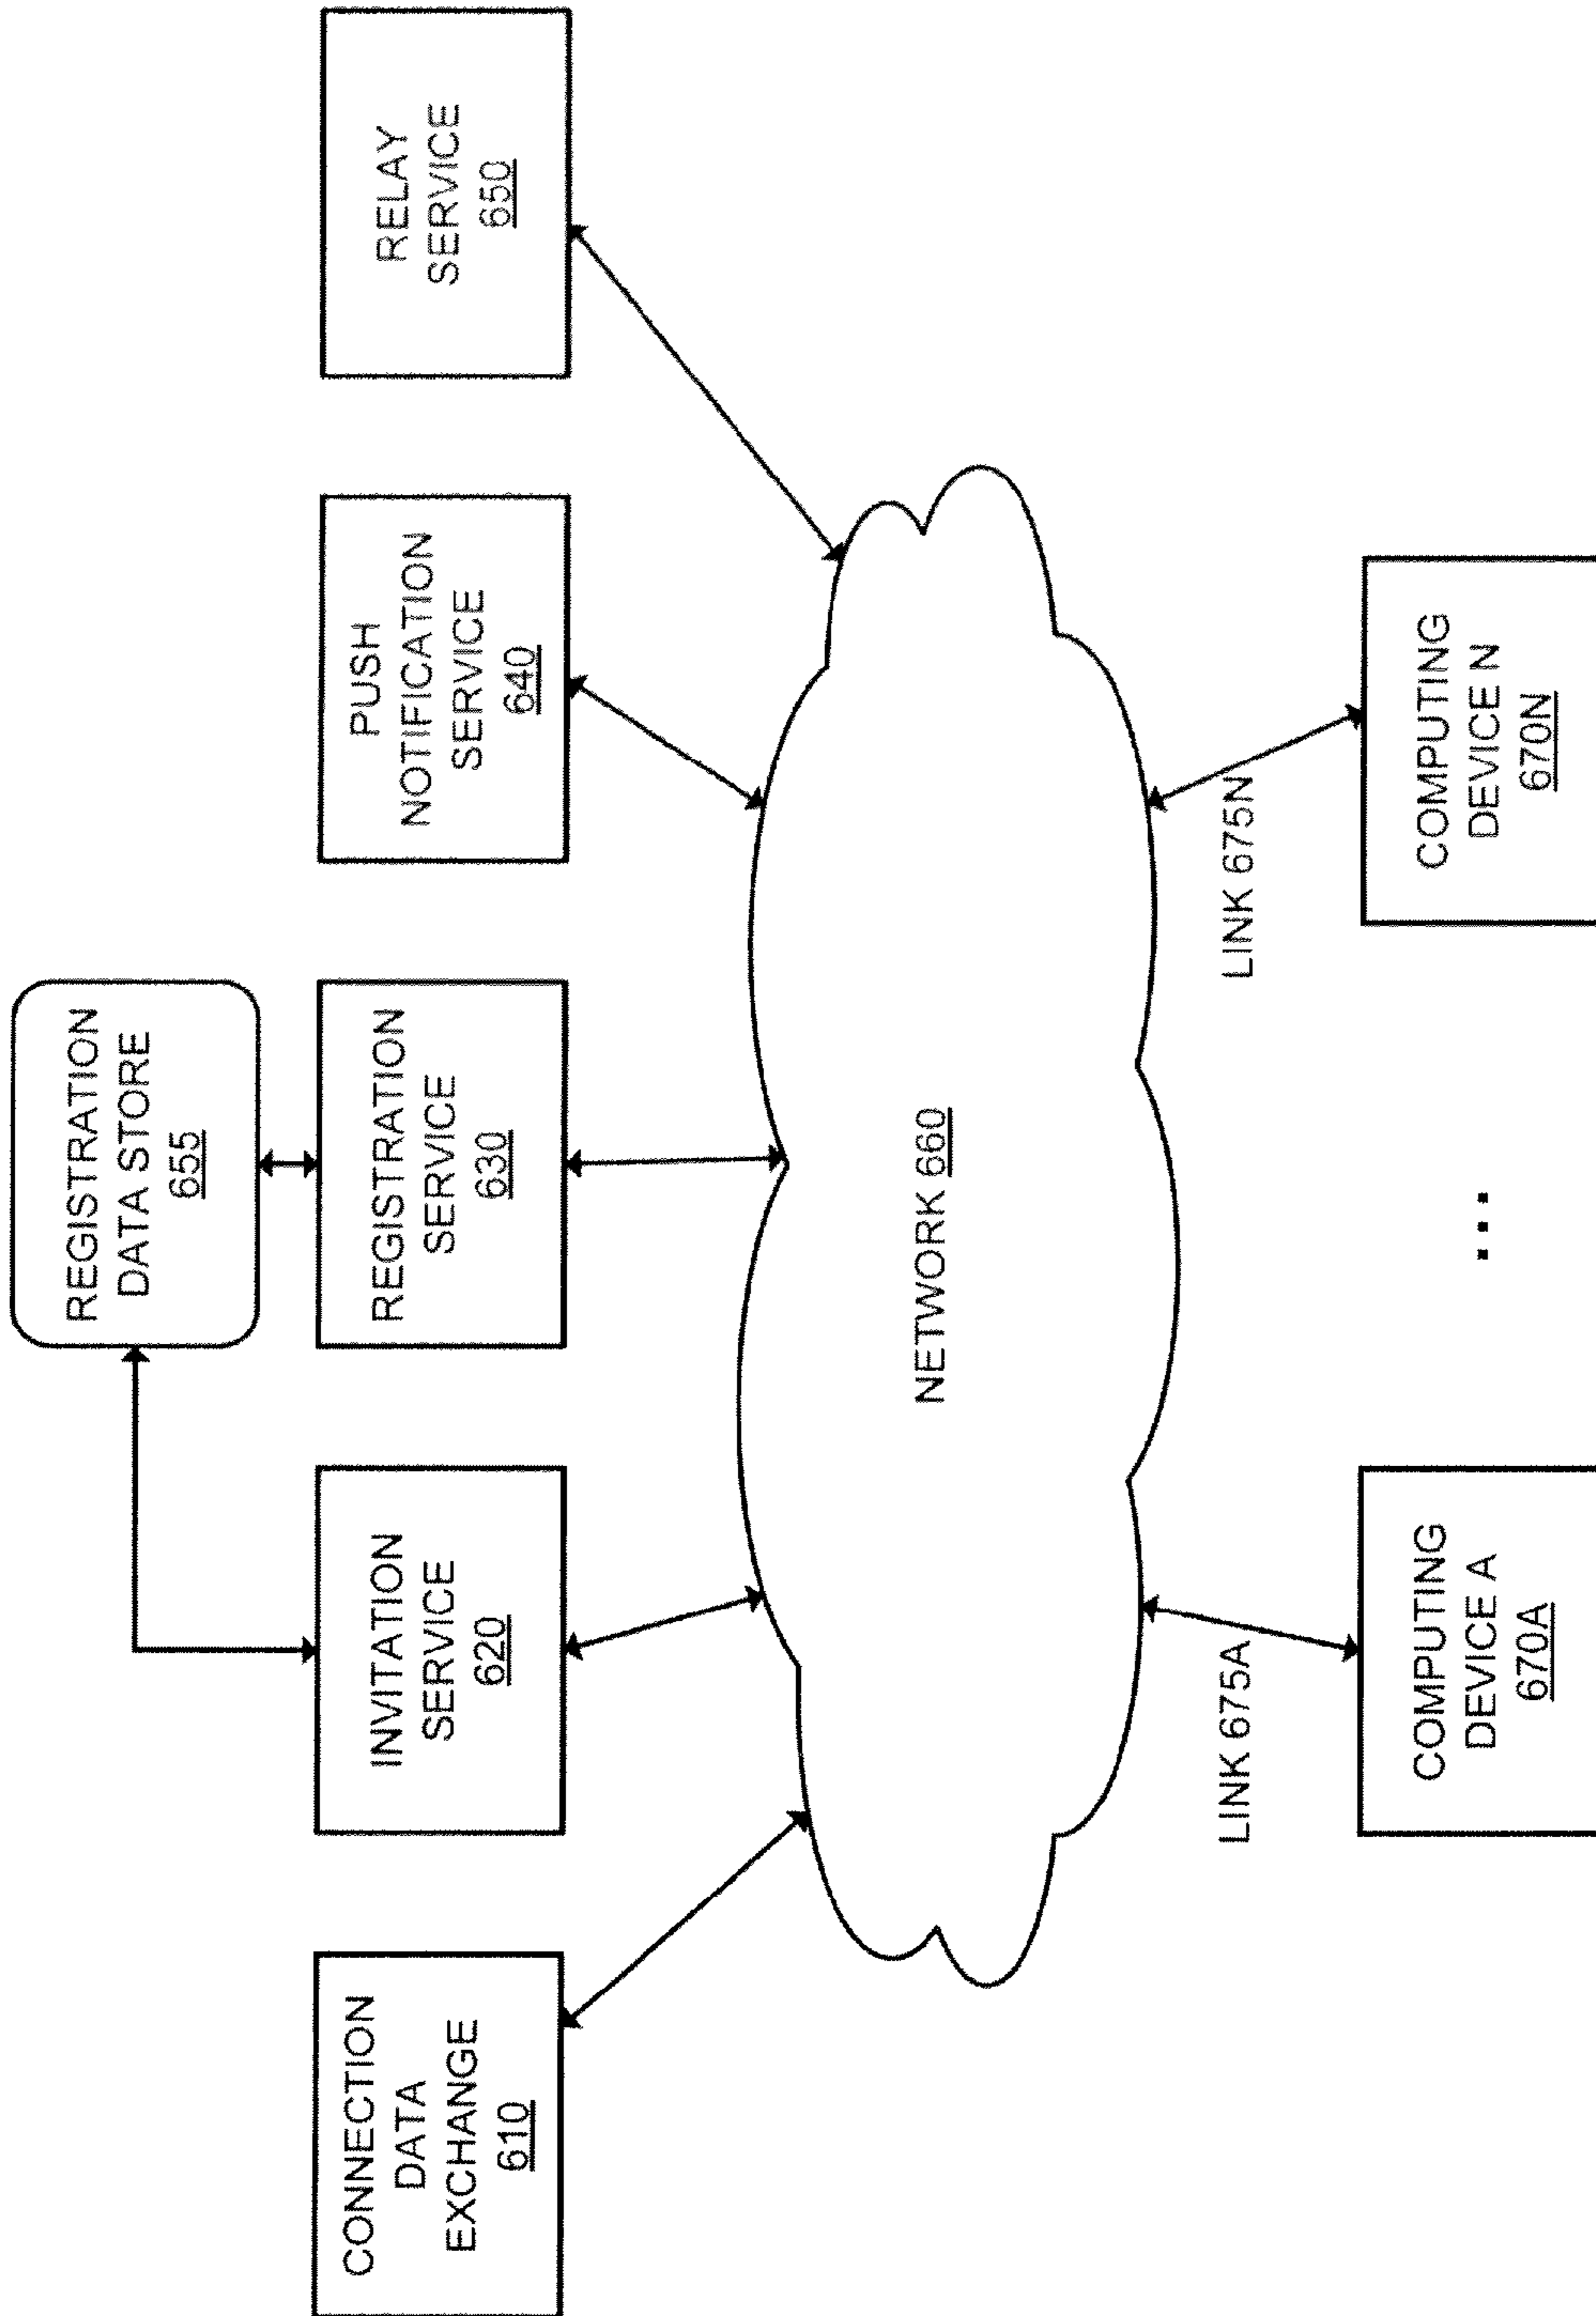 REGISTRATION
DATA STORE
655
CONNECTION
DATA
EXCHANGE
610
INVITATION
SERVICE
620
REGISTRATION
SERVICE
630
PUSH
NOTIFICATION
SERVICE
640
RELAY
SERVICE
650
NETWORK 660
LINK 675A
LINK 675N
COMPUTING
DEVICE A
670A
...
COMPUTING
DEVICE N
670N